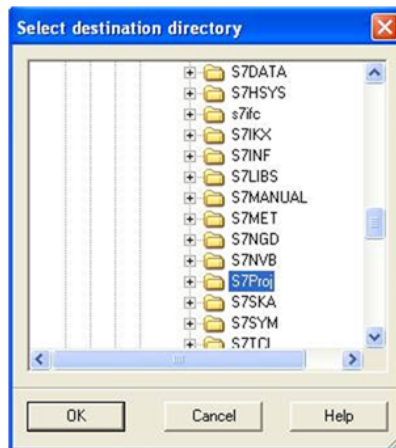 Select destination directory
S7DATA
S7HSYS
s7ifc
S7IKX
S7INF
S7LIBS
S7MANUAL
S7MET
S7NGD
S7NVB
S7Proj
S7SKA
S7SYM
S7TCI
OK
Cancel
Help